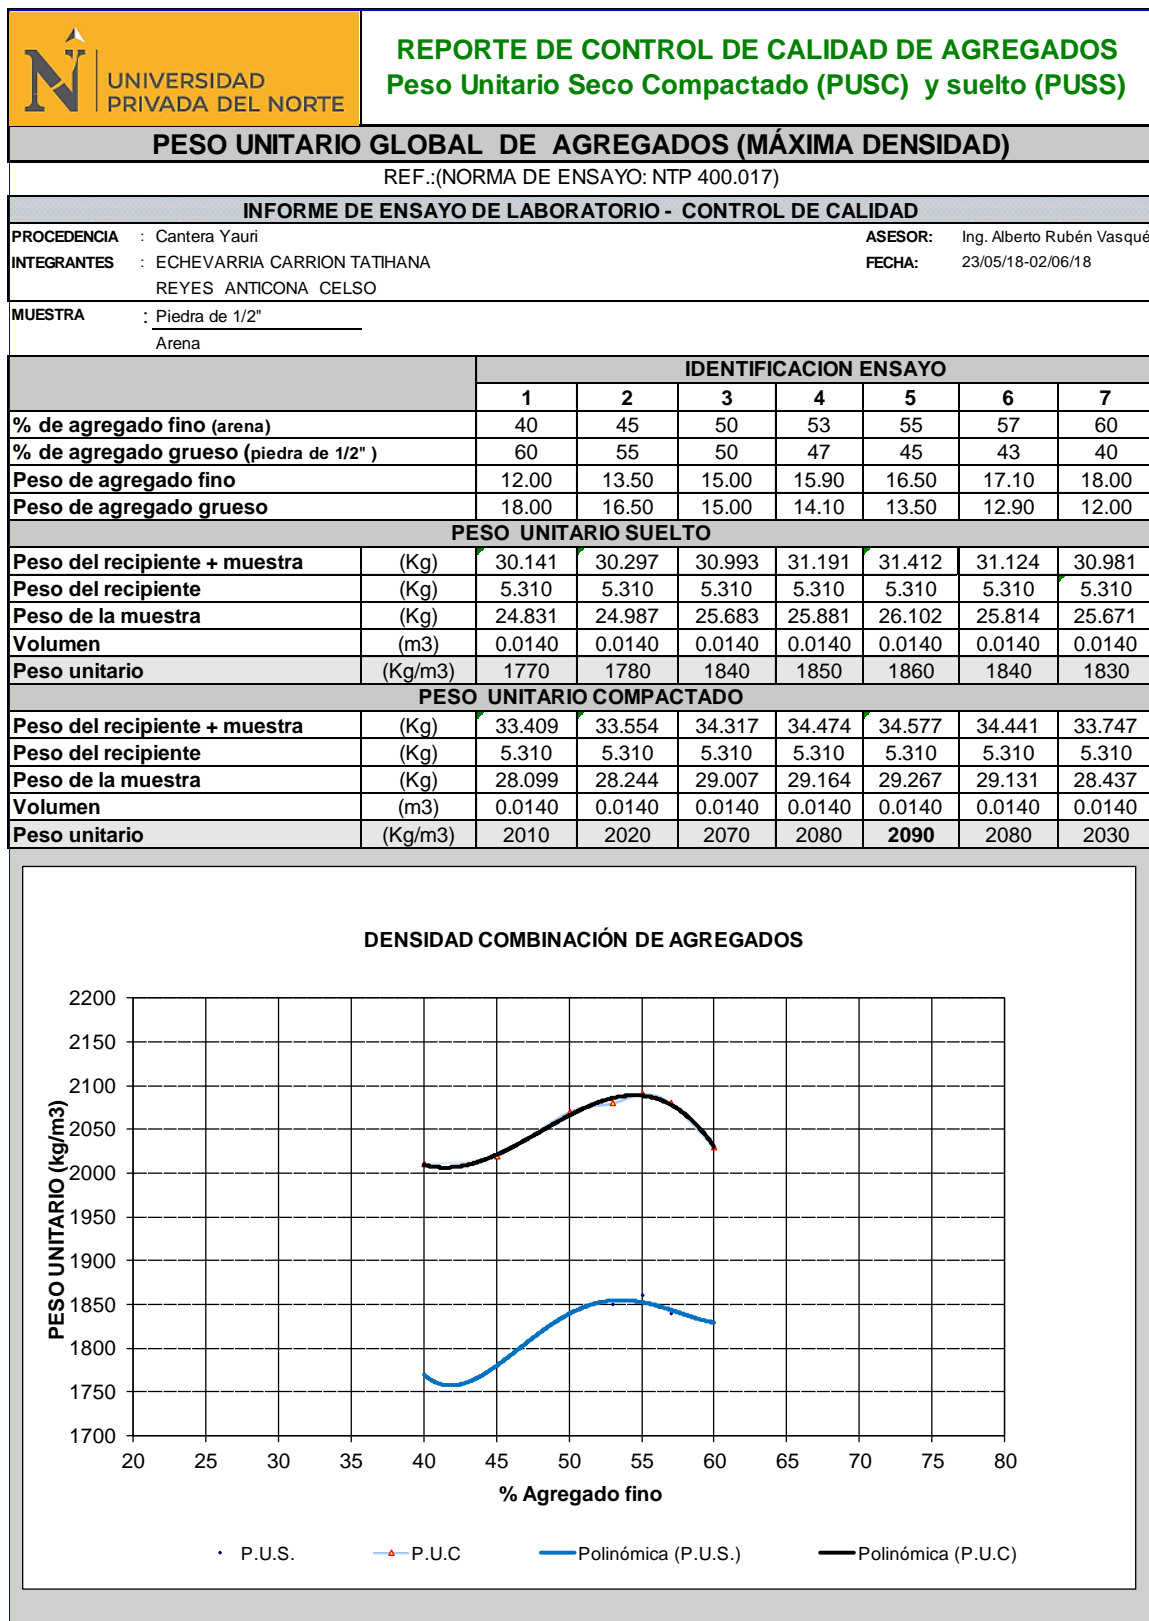 UNIVERSIDAD
PRIVADA DEL NORTE
REPORTE DE CONTROL DE CALIDAD DE AGREGADOS
Peso Unitario Seco Compactado (PUSC) y suelto (PUSS)
PESO UNITARIO GLOBAL DE AGREGADOS (MÁXIMA DENSIDAD)
REF.:(NORMA DE ENSAYO: NTP 400.017)
INFORME DE ENSAYO DE LABORATORIO - CONTROL DE CALIDAD
PROCEDENCIA : Cantera Yauri ASESOR: Ing. Alberto Rubén Vasqué
INTEGRANTES : ECHEVARRIA CARRION TATIHANA FECHA: 23/05/18-02/06/18
REYES ANTICONA CELSO
MUESTRA : Piedra de 1/2"
Arena
IDENTIFICACION ENSAYO
1 2 3 4 5 6 7
% de agregado fino (arena) 40 45 50 53 55 57 60
% de agregado grueso (piedra de 1/2" ) 60 55 50 47 45 43 40
Peso de agregado fino 12.00 13.50 15.00 15.90 16.50 17.10 18.00
Peso de agregado grueso 18.00 16.50 15.00 14.10 13.50 12.90 12.00
PESO UNITARIO SUELTO
Peso del recipiente + muestra (Kg) 30.141 30.297 30.993 31.191 31.412 31.124 30.981
Peso del recipiente (Kg) 5.310 5.310 5.310 5.310 5.310 5.310 5.310
Peso de la muestra (Kg) 24.831 24.987 25.683 25.881 26.102 25.814 25.671
Volumen (m3) 0.0140 0.0140 0.0140 0.0140 0.0140 0.0140 0.0140
Peso unitario (Kg/m3) 1770 1780 1840 1850 1860 1840 1830
PESO UNITARIO COMPACTADO
Peso del recipiente + muestra (Kg) 33.409 33.554 34.317 34.474 34.577 34.441 33.747
Peso del recipiente (Kg) 5.310 5.310 5.310 5.310 5.310 5.310 5.310
Peso de la muestra (Kg) 28.099 28.244 29.007 29.164 29.267 29.131 28.437
Volumen (m3) 0.0140 0.0140 0.0140 0.0140 0.0140 0.0140 0.0140
Peso unitario (Kg/m3) 2010 2020 2070 2080 2090 2080 2030
DENSIDAD COMBINACIÓN DE AGREGADOS
PESO UNITARIO (kg/m3)
2200
2150
2100
2050
2000
1950
1900
1850
1800
1750
1700
20 25 30 35 40 45 50 55 60 65 70 75 80
% Agregado fino
P.U.S. P.U.C Polinómica (P.U.S.) Polinómica (P.U.C)